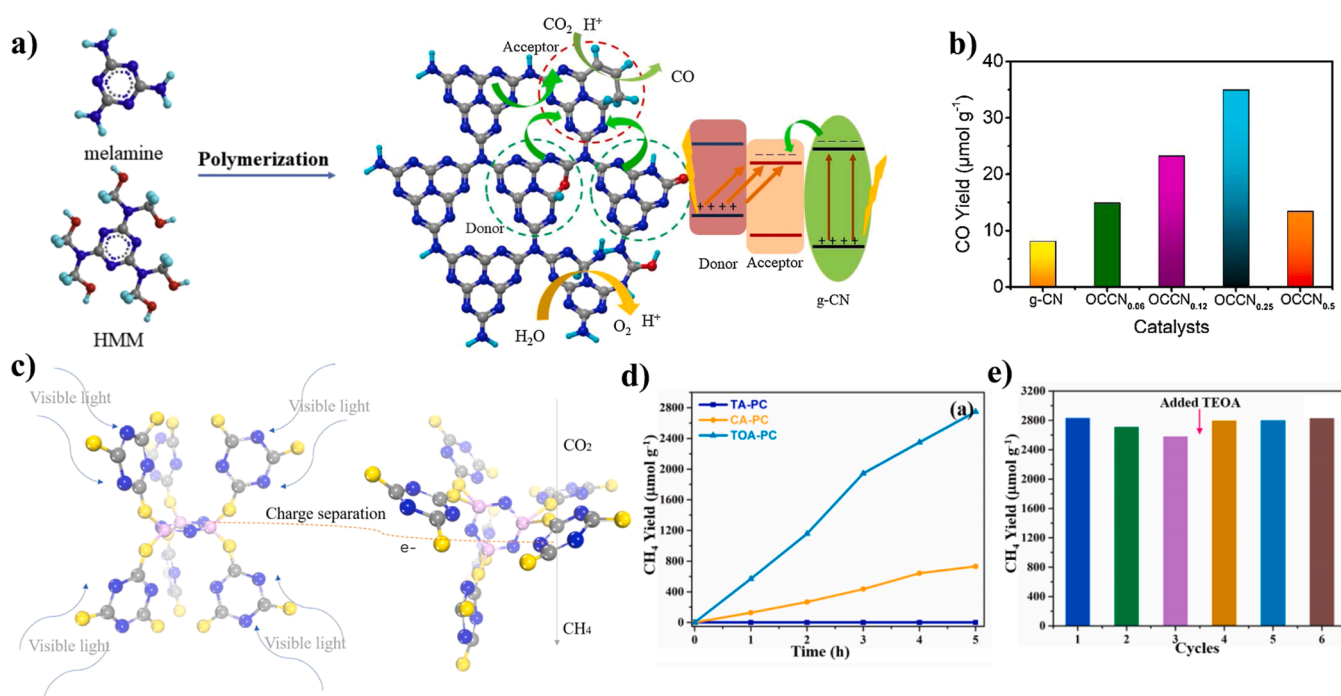 a)
melamine
HMM
Polymerization
CO₂ H⁺
Acceptor
CO
Donor
H₂O
O₂
H⁺
– – – – –
– – – –
+ + + +
+ + + +
Donor
Acceptor
g-CN
b)
CO Yield (μmol g⁻¹)
40
30
20
10
0
g-CN OCCN₀.₀₆ OCCN₀.₁₂ OCCN₀.₂₅ OCCN₀.₅
Catalysts
c)
Visible light
Visible light
Visible light
Visible light
Charge separation
e-
CO₂
CH₄
d)
(a)
TA-PC
CA-PC
TOA-PC
CH₄ Yield (μmol g⁻¹)
2800
2400
2000
1600
1200
800
400
0
0 1 2 3 4 5
Time (h)
e)
Added TEOA
CH₄ Yield (μmol g⁻¹)
3200
2800
2400
2000
1600
1200
800
400
0
1 2 3 4 5 6
Cycles